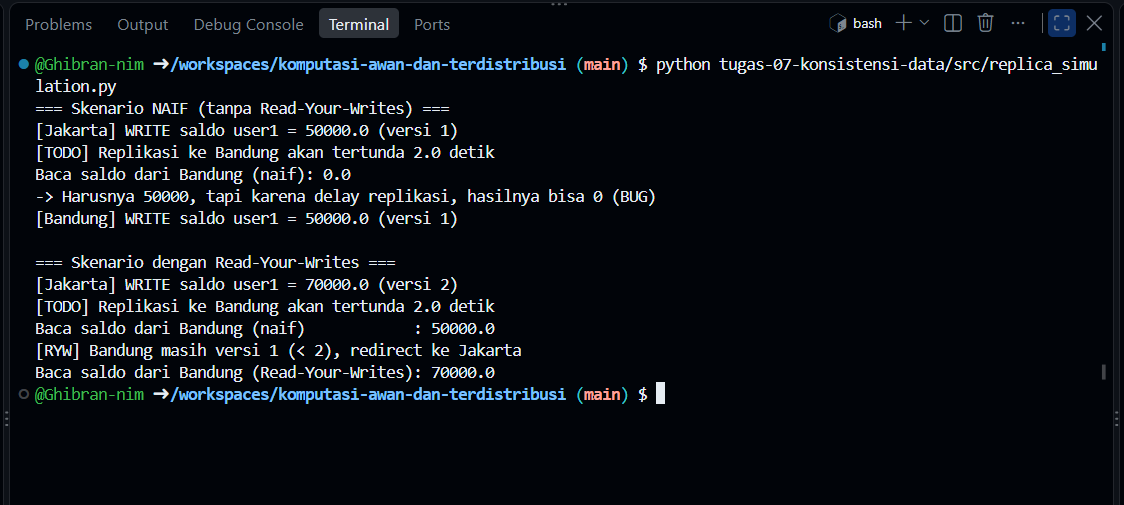 Problems Output Debug Console Terminal Ports bash
@Ghibran-nim ➜/workspaces/komputasi-awan-dan-terdistribusi (main) $ python tugas-07-konsistensi-data/src/replica_simu
lation.py
=== Skenario NAIF (tanpa Read-Your-Writes) ===
[Jakarta] WRITE saldo user1 = 50000.0 (versi 1)
[TODO] Replikasi ke Bandung akan tertunda 2.0 detik
Baca saldo dari Bandung (naif): 0.0
-> Harusnya 50000, tapi karena delay replikasi, hasilnya bisa 0 (BUG)
[Bandung] WRITE saldo user1 = 50000.0 (versi 1)
=== Skenario dengan Read-Your-Writes ===
[Jakarta] WRITE saldo user1 = 70000.0 (versi 2)
[TODO] Replikasi ke Bandung akan tertunda 2.0 detik
Baca saldo dari Bandung (naif)            : 50000.0
[RYW] Bandung masih versi 1 (< 2), redirect ke Jakarta
Baca saldo dari Bandung (Read-Your-Writes): 70000.0
@Ghibran-nim ➜/workspaces/komputasi-awan-dan-terdistribusi (main) $